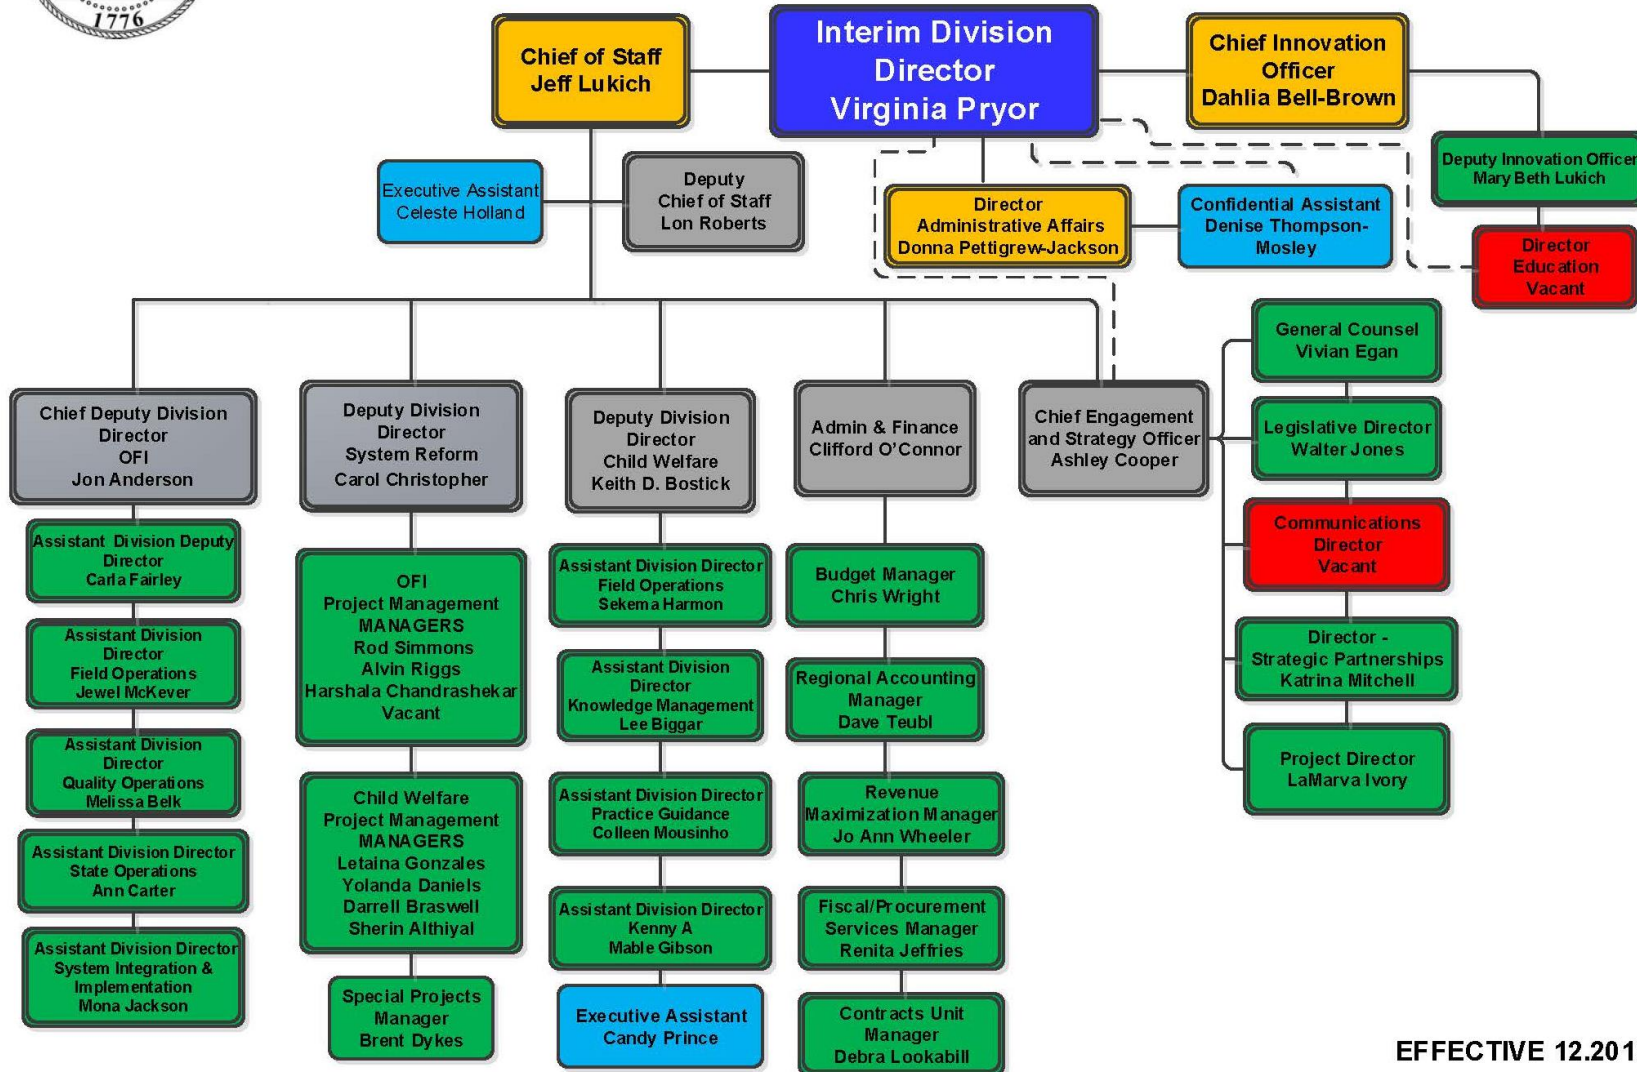 1776
Chief of Staff
Jeff Lukich
Interim Division
Director
Virginia Pryor
Chief Innovation
Officer
Dahlia Bell-Brown
Executive Assistant
Celeste Holland
Deputy
Chief of Staff
Lon Roberts
Director
Administrative Affairs
Donna Pettigrew-Jackson
Confidential Assistant
Denise Thompson-
Mosley
Deputy Innovation Officer
Mary Beth Lukich
Director
Education
Vacant
Chief Deputy Division
Director
OFI
Jon Anderson
Assistant Division Deputy
Director
Carla Fairley
Assistant Division
Director
Field Operations
Jewel McKever
Assistant Division
Director
Quality Operations
Melissa Belk
Assistant Division Director
State Operations
Ann Carter
Assistant Division Director
System Integration &
Implementation
Mona Jackson
Deputy Division
Director
System Reform
Carol Christopher
OFI
Project Management
MANAGERS
Rod Simmons
Alvin Riggs
Harshala Chandrashekar
Vacant
Child Welfare
Project Management
MANAGERS
Letaina Gonzales
Yolanda Daniels
Darrell Braswell
Sherin Althiyal
Special Projects
Manager
Brent Dykes
Deputy Division
Director
Child Welfare
Keith D. Bostick
Assistant Division Director
Field Operations
Sekema Harmon
Assistant Division
Director
Knowledge Management
Lee Biggar
Assistant Division Director
Practice Guidance
Colleen Mousinho
Assistant Division Director
Kenny A
Mable Gibson
Executive Assistant
Candy Prince
Admin & Finance
Clifford O'Connor
Budget Manager
Chris Wright
Regional Accounting
Manager
Dave Teubl
Revenue
Maximization Manager
Jo Ann Wheeler
Fiscal/Procurement
Services Manager
Renita Jeffries
Contracts Unit
Manager
Debra Lookabill
Chief Engagement
and Strategy Officer
Ashley Cooper
General Counsel
Vivian Egan
Legislative Director
Walter Jones
Communications
Director
Vacant
Director -
Strategic Partnerships
Katrina Mitchell
Project Director
LaMarva Ivory
EFFECTIVE 12.201